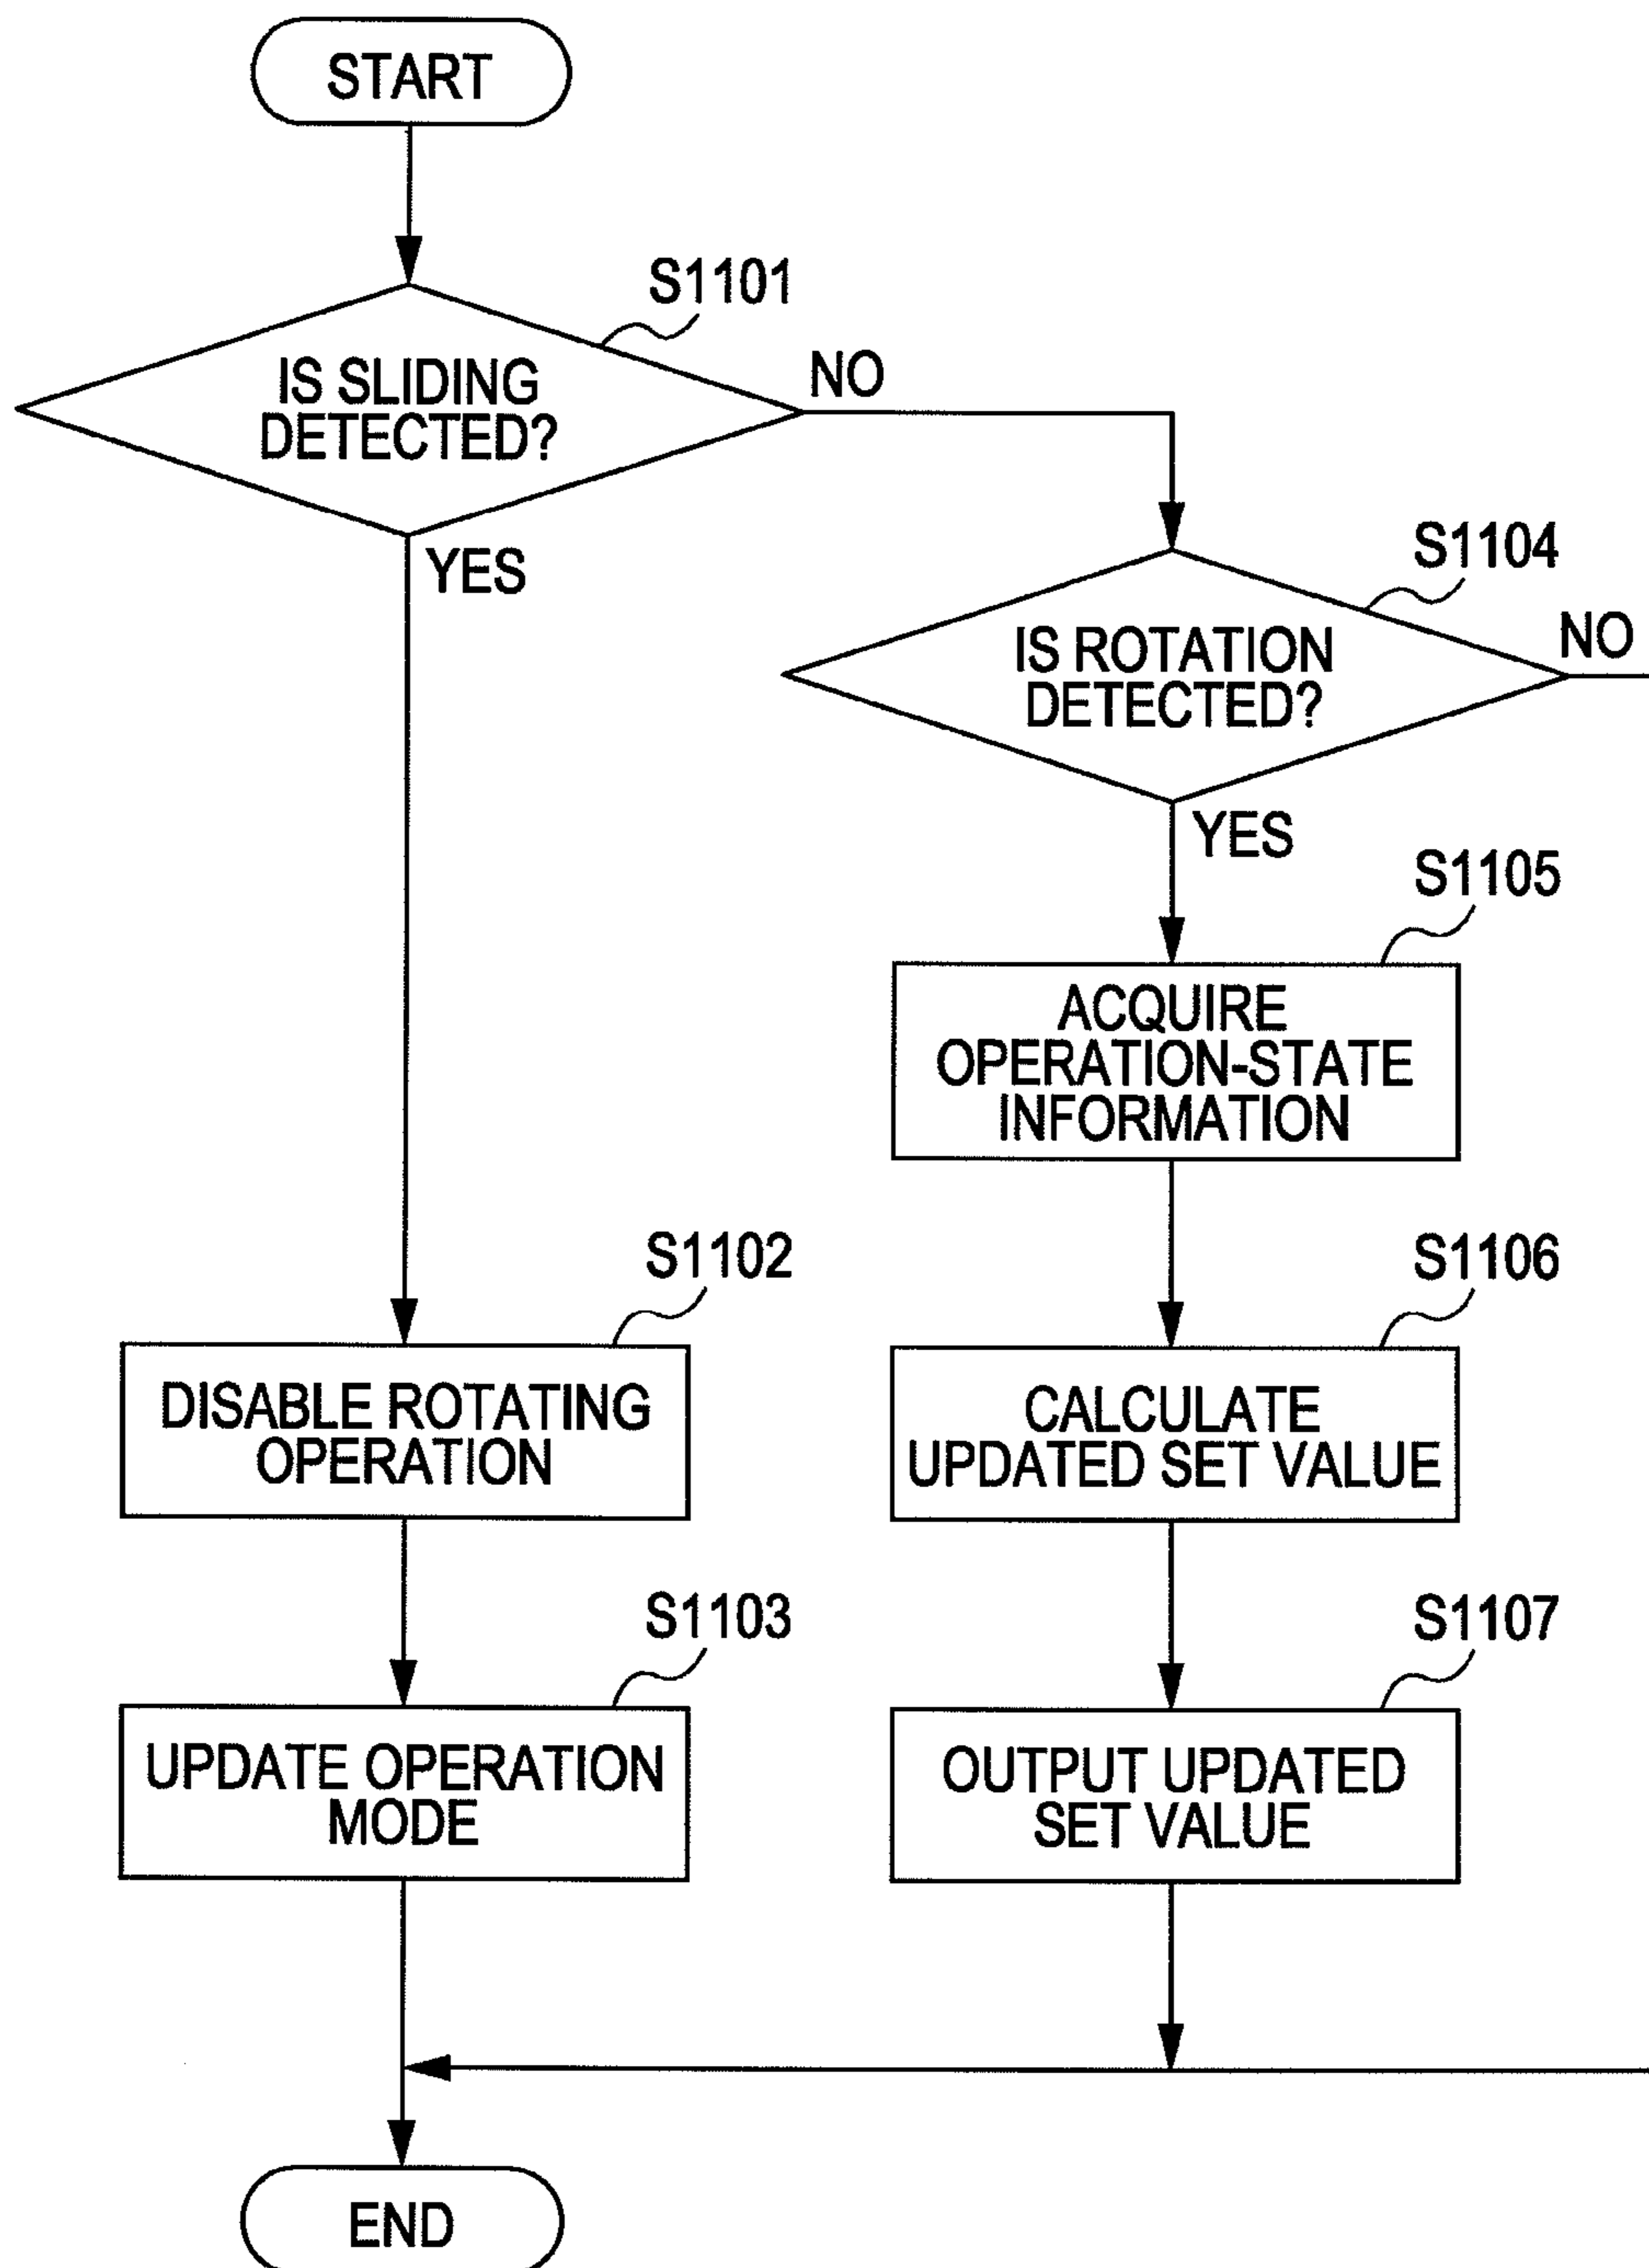 START
S1101
IS SLIDING
DETECTED?
NO
YES
S1104
IS ROTATION
DETECTED?
NO
YES
S1105
ACQUIRE
OPERATION-STATE
INFORMATION
S1102
DISABLE ROTATING
OPERATION
S1106
CALCULATE
UPDATED SET VALUE
S1103
UPDATE OPERATION
MODE
S1107
OUTPUT UPDATED
SET VALUE
END